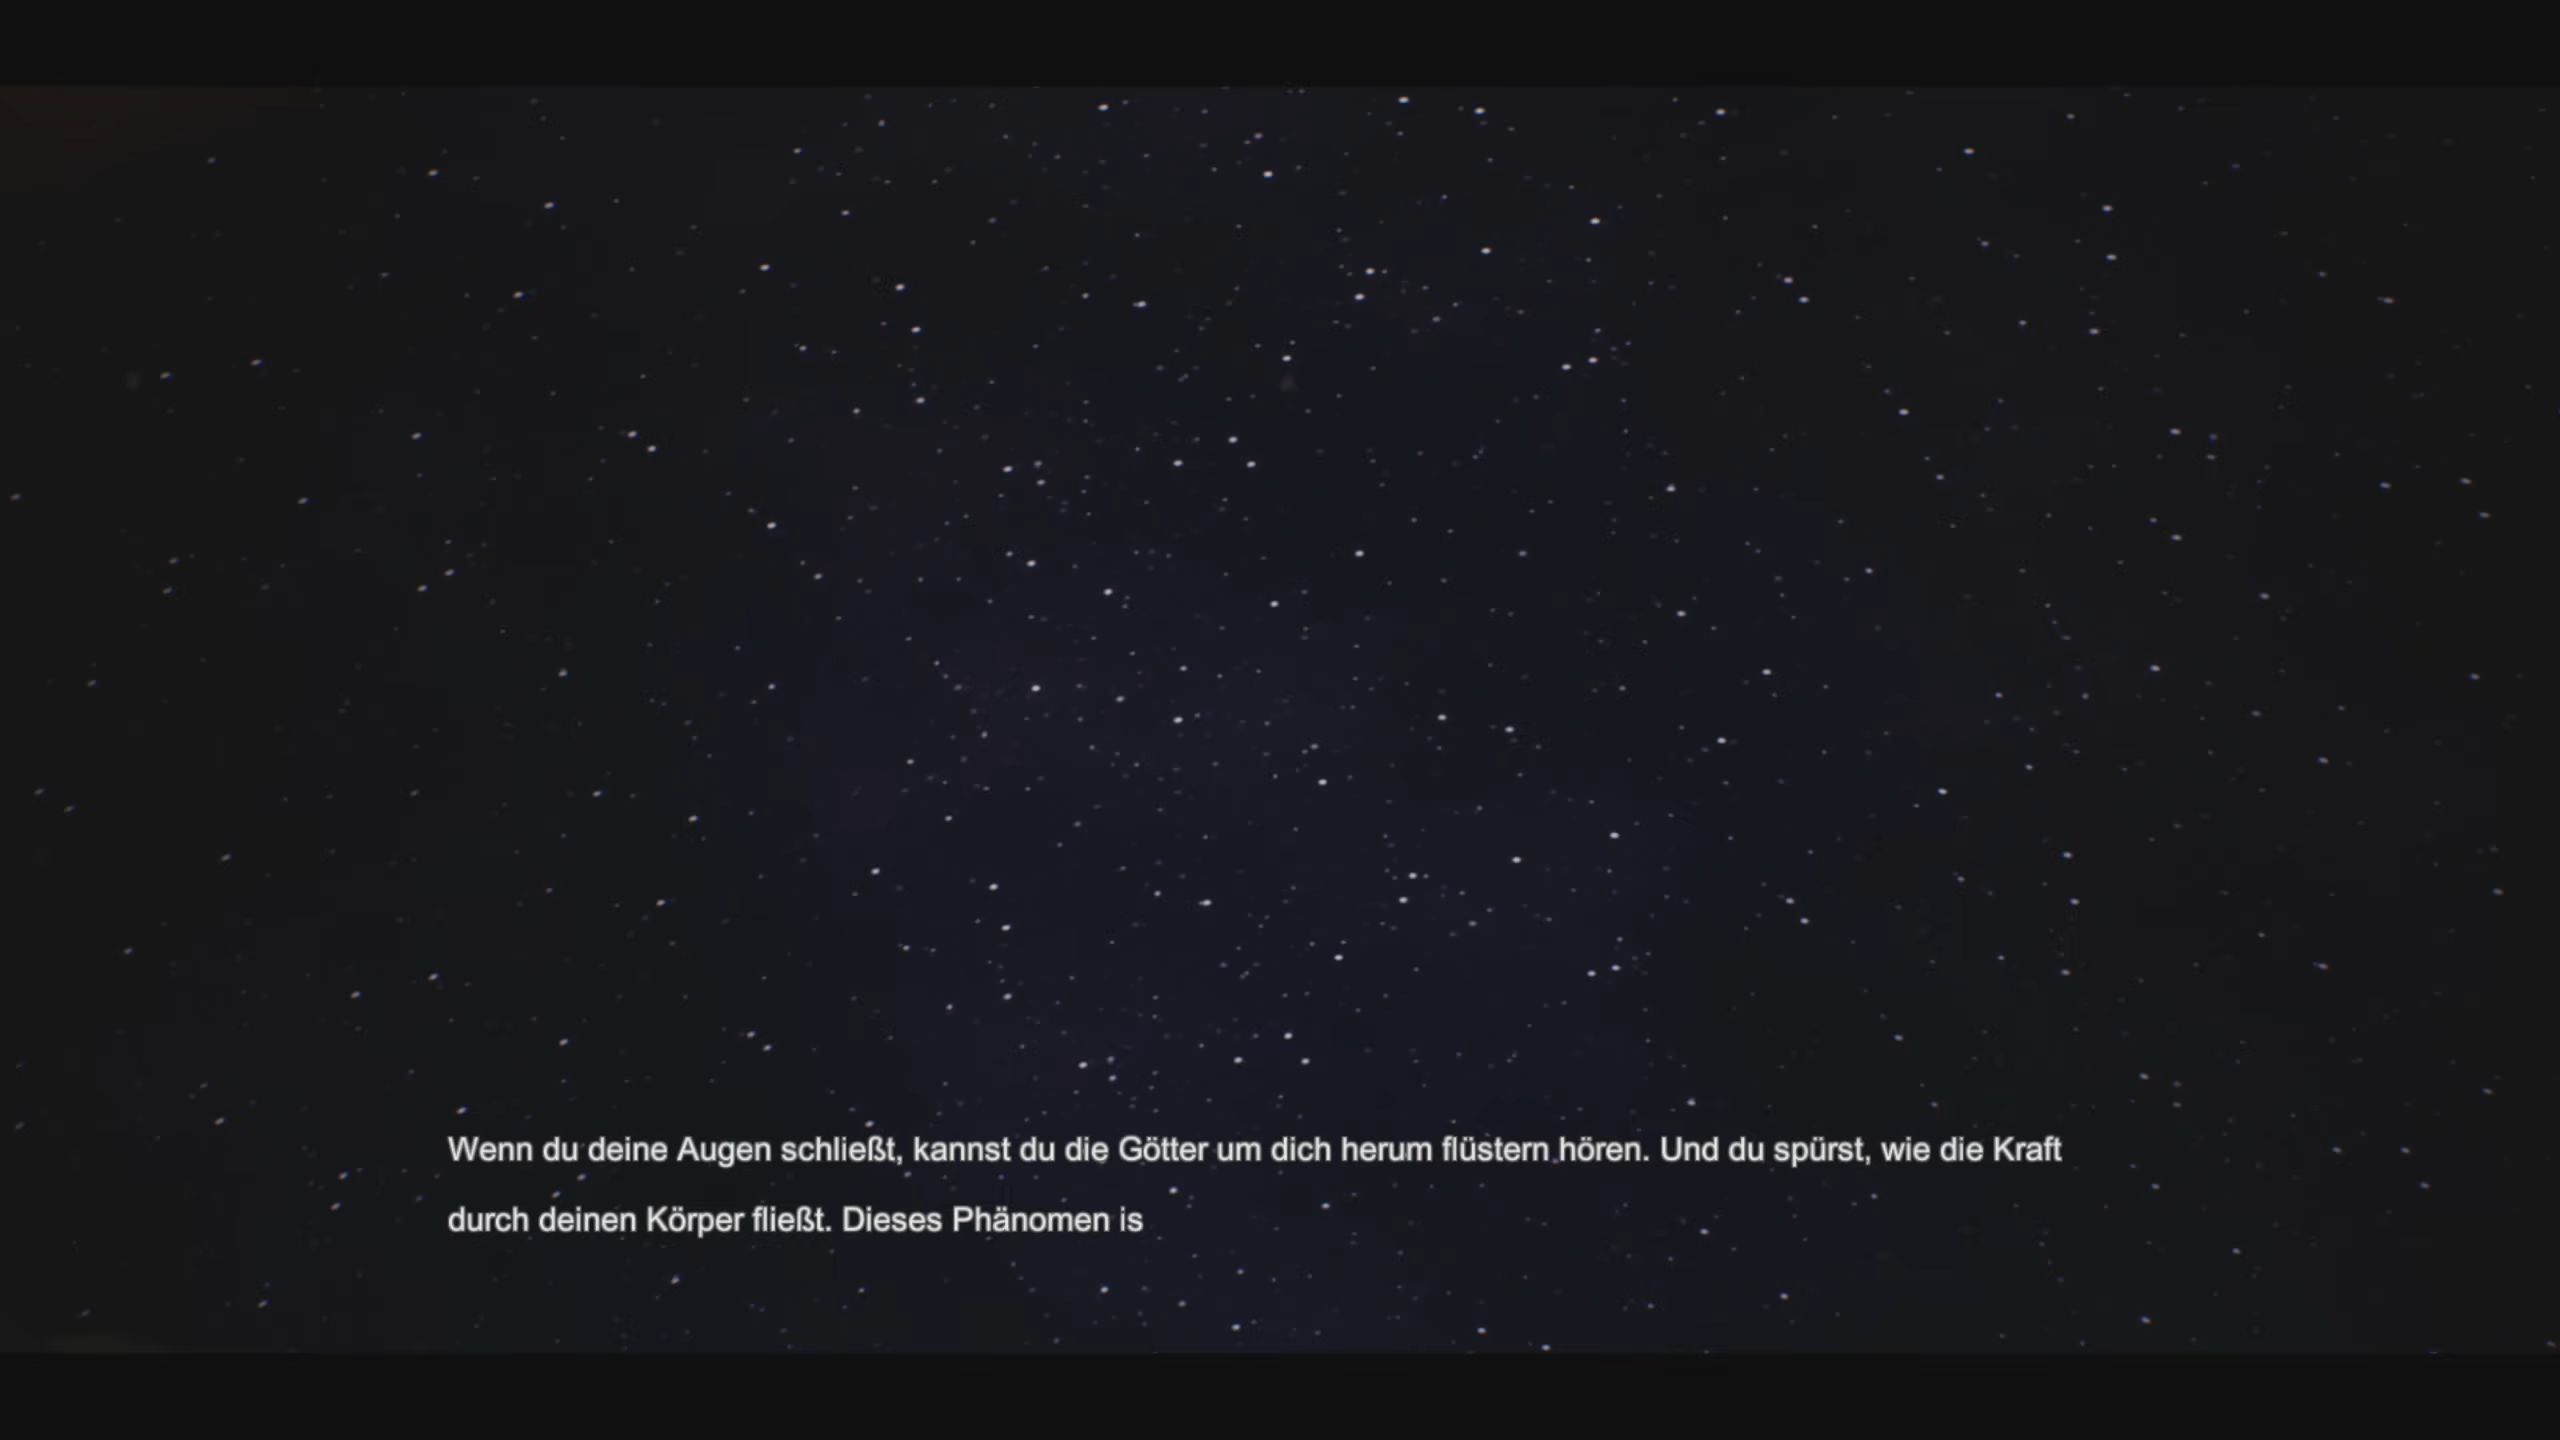 Wenn du deine Augen schließt, kannst du die Götter um dich herum flüstern hören. Und du spürst, wie die Kraft
durch deinen Körper fließt. Dieses Phänomen is